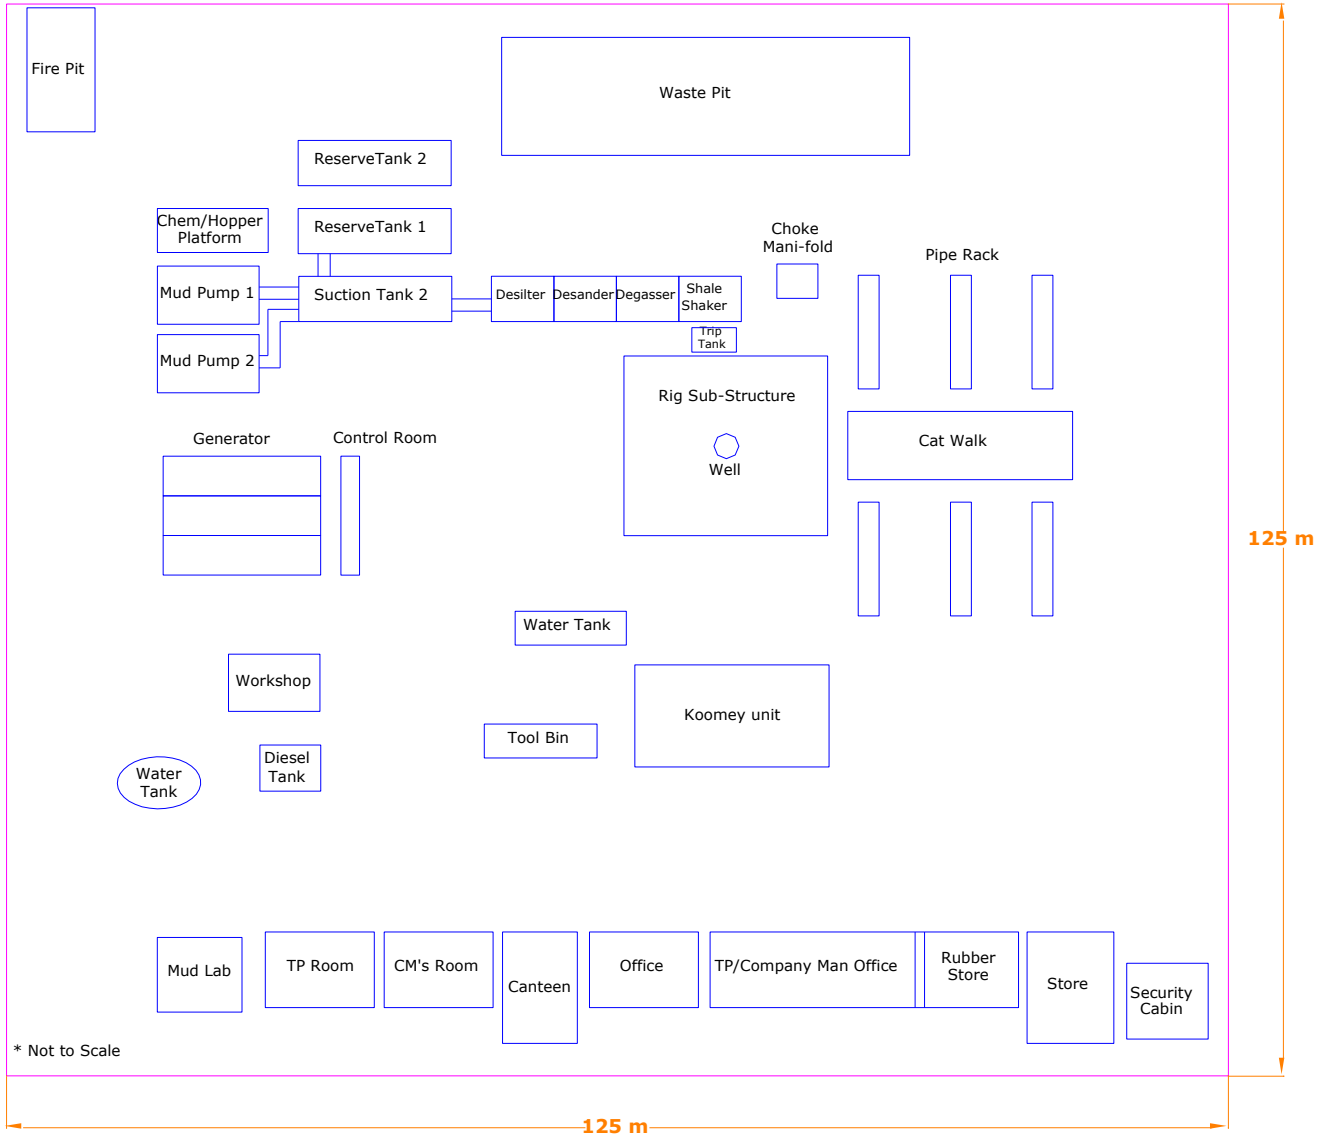 Fire Pit
Waste Pit
ReserveTank 2
Chem/Hopper
Platform
ReserveTank 1
Choke
Mani-fold
Pipe Rack
Mud Pump 1
Suction Tank 2
Desilter
Desander
Degasser
Shale
Shaker
Trip
Tank
Mud Pump 2
Rig Sub-Structure
Generator
Control Room
Cat Walk
Well
125 m
Water Tank
Workshop
Koomey unit
Tool Bin
Diesel
Tank
Water
Tank
Mud Lab
TP Room
CM's Room
Canteen
Office
TP/Company Man Office
Rubber
Store
Store
Security
Cabin
* Not to Scale
125 m